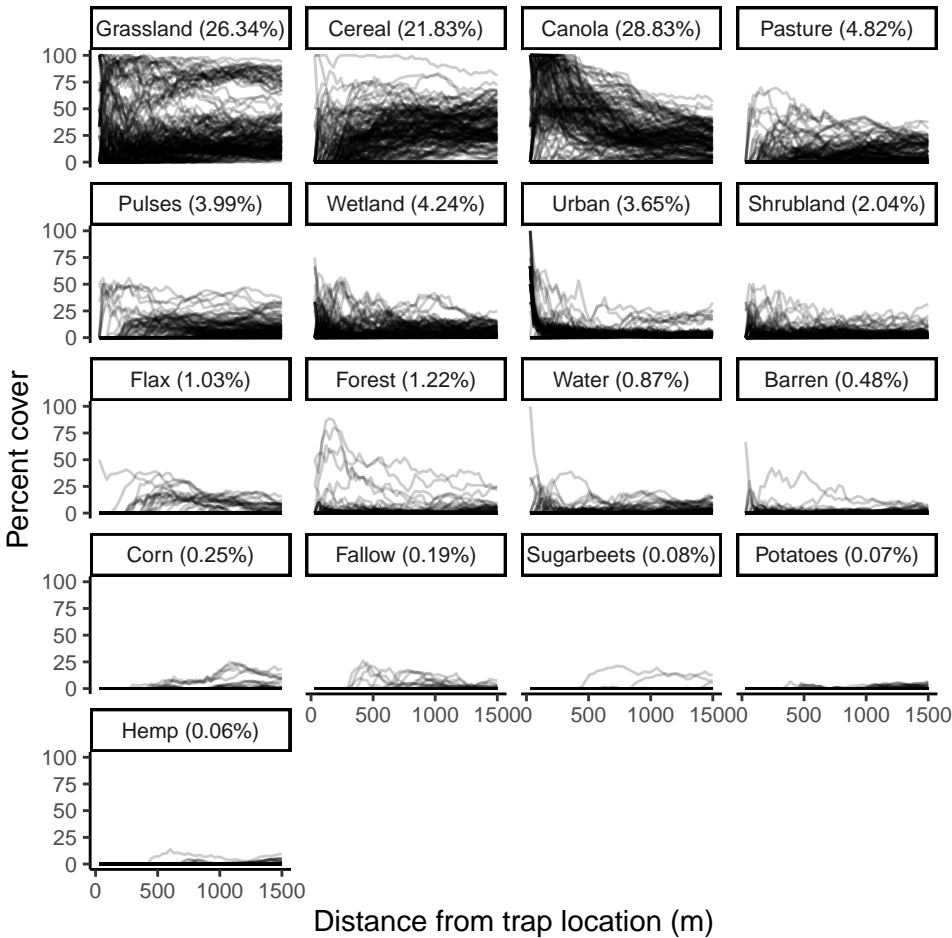 Grassland (26.34%) Cereal (21.83%) Canola (28.83%) Pasture (4.82%)
100
75
50
25
0
Pulses (3.99%) Wetland (4.24%) Urban (3.65%) Shrubland (2.04%)
100
75
50
25
0
Flax (1.03%) Forest (1.22%) Water (0.87%) Barren (0.48%)
100
75
50
25
0
Corn (0.25%) Fallow (0.19%) Sugarbeets (0.08%) Potatoes (0.07%)
100
75
50
25
0
0 500 1000 1500 0 500 1000 1500 0 500 1000 1500
Hemp (0.06%)
100
75
50
25
0
0 500 1000 1500
Percent cover
Distance from trap location (m)